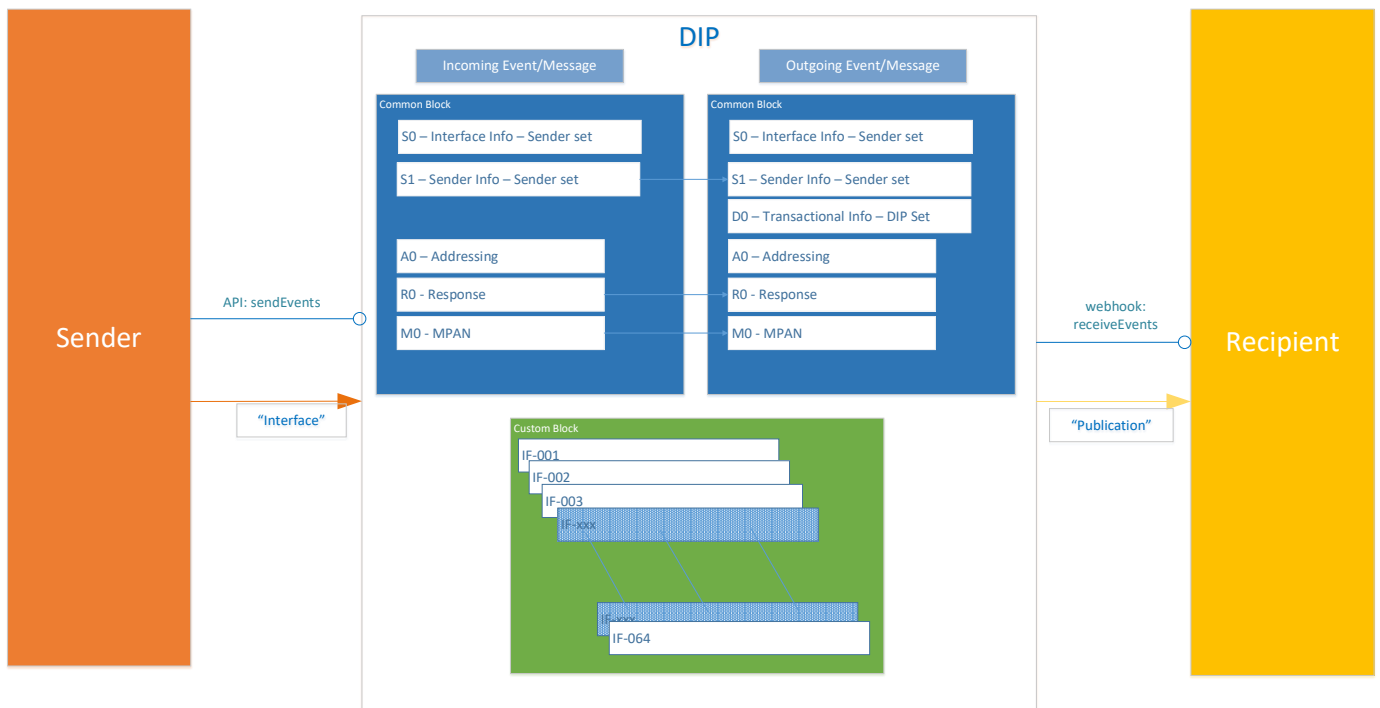 DIP
Incoming Event/Message
Outgoing Event/Message
Common Block
S0 – Interface Info – Sender set
S1 – Sender Info – Sender set
A0 – Addressing
R0 - Response
M0 - MPAN
Common Block
S0 – Interface Info – Sender set
S1 – Sender Info – Sender set
D0 – Transactional Info – DIP Set
A0 – Addressing
R0 - Response
M0 - MPAN
API: sendEvents
Sender
“Interface”
webhook:
receiveEvents
Recipient
“Publication”
Custom Block
IF-001
IF-002
IF-003
IF-xxx
IF-xxx
IF-064